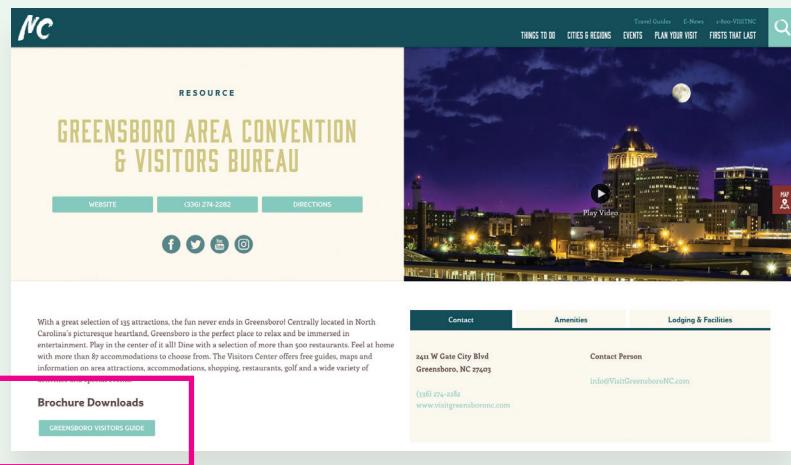 NC
Travel Guides E-News 1-800-VISITNC
THINGS TO DO CITIES & REGIONS EVENTS PLAN YOUR VISIT FIRSTS THAT LAST
RESOURCE
GREENSBORO AREA CONVENTION
& VISITORS BUREAU
WEBSITE (336) 274-2282 DIRECTIONS
Play Video
MAP
With a great selection of 135 attractions, the fun never ends in Greensboro! Centrally located in North
Carolina's picturesque heartland, Greensboro is the perfect place to relax and be immersed in
entertainment. Play in the center of it all! Dine with a selection of more than 500 restaurants. Feel at home
with more than 87 accommodations to choose from. The Visitors Center offers free guides, maps and
information on area attractions, accommodations, shopping, restaurants, golf and a wide variety of
Brochure Downloads
GREENSBORO VISITORS GUIDE
Contact Amenities Lodging & Facilities
2411 W Gate City Blvd
Greensboro, NC 27403
(336) 274-2282
www.visitgreensboronc.com
Contact Person
info@VisitGreensboroNC.com